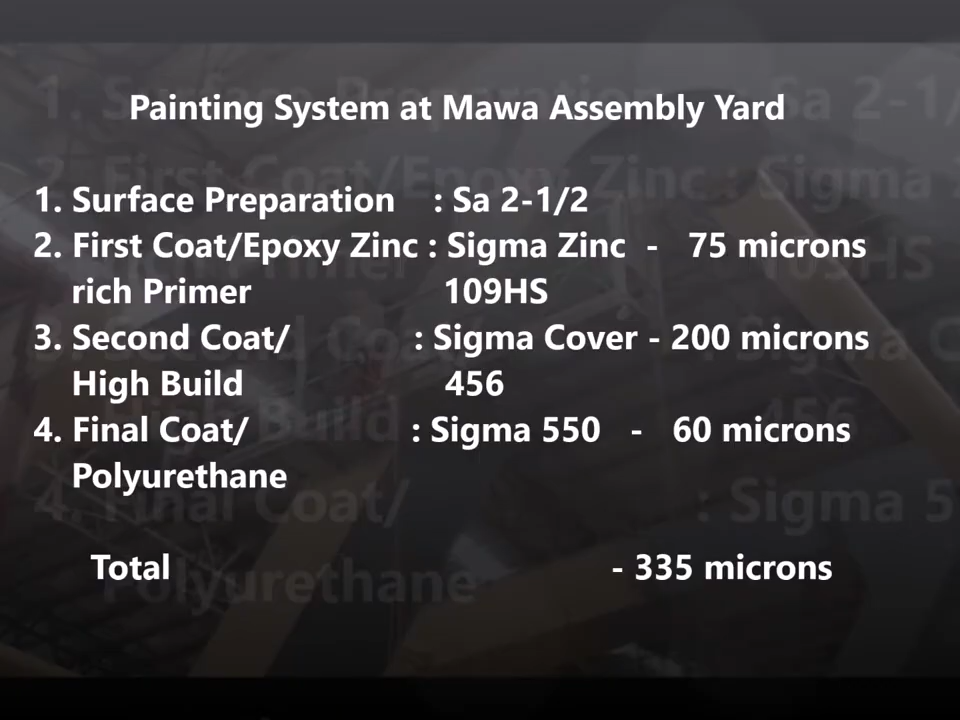 Painting System at Mawa Assembly Yard
1. Surface Preparation : Sa 2-1/2
2. First Coat/Epoxy Zinc : Sigma Zinc - 75 microns
rich Primer 109HS
3. Second Coat/ : Sigma Cover - 200 microns
High Build 456
4. Final Coat/ : Sigma 550 - 60 microns
Polyurethane
Total - 335 microns